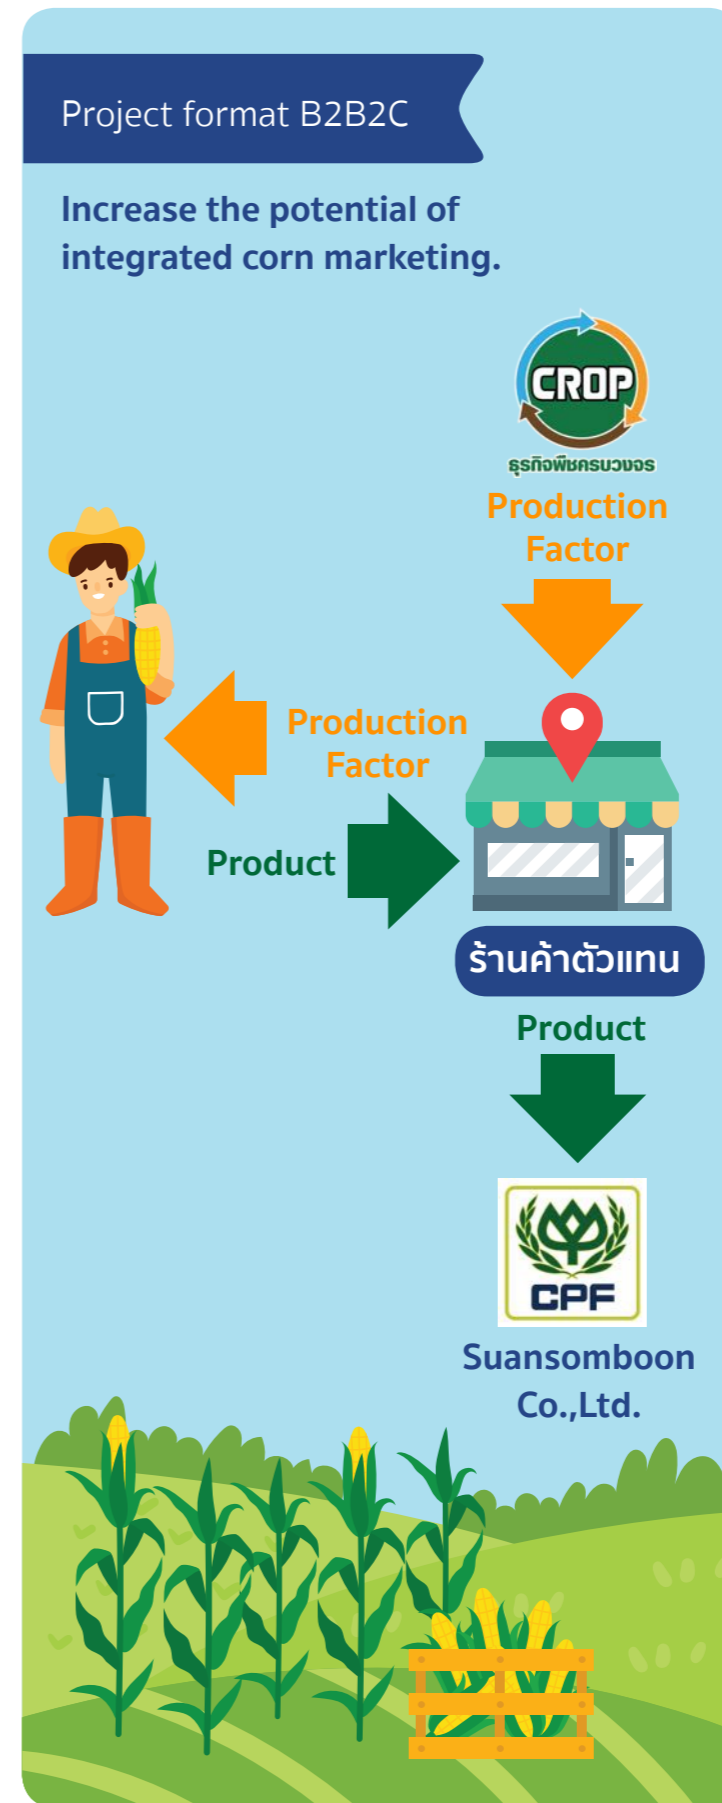 Project format B2B2C
Increase the potential of
integrated corn marketing.
CROP
ธุรกิจพืชครบวงจร
Production
Factor
Production
Factor
Product
ร้านค้าตัวแทน
Product
CPF
Suansomboon
Co.,Ltd.